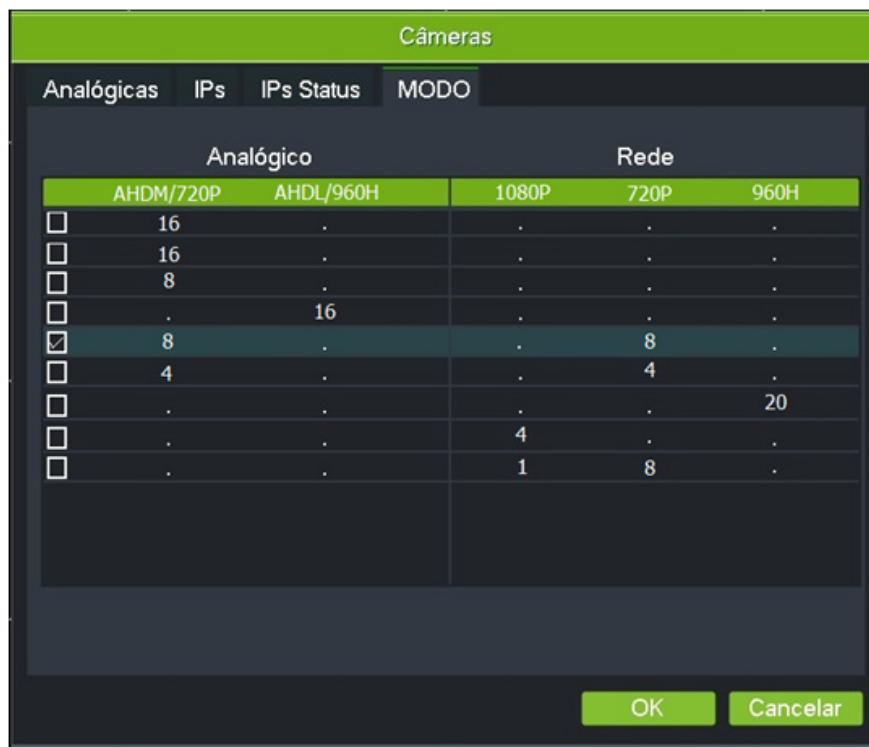 Câmeras
Analógicas IPs IPs Status MODO
Analógico Rede
AHDM/720P AHDL/960H 1080P 720P 960H
16 . . . .
16 . . . .
8 . . . .
. 16 . . .
8 . . 8 .
4 . . 4 .
. . . . 20
. . 4 . .
. . 1 8 .
OK Cancelar